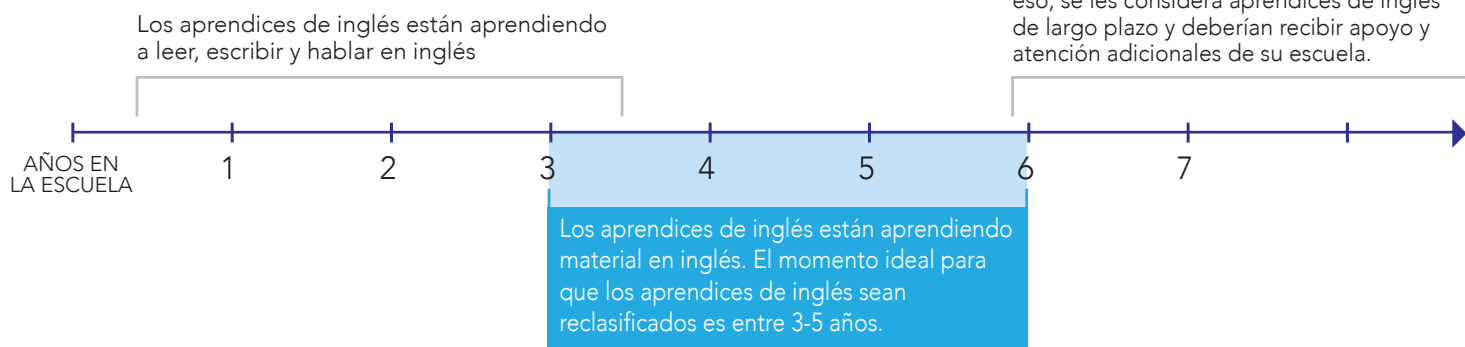 Los aprendices de inglés están aprendiendo
a leer, escribir y hablar en inglés
eso, se les considera aprendices de inglés
de largo plazo y deberían recibir apoyo y
atención adicionales de su escuela.
AÑOS EN
LA ESCUELA
1 2 3 4 5 6 7
Los aprendices de inglés están aprendiendo
material en inglés. El momento ideal para
que los aprendices de inglés sean
reclasificados es entre 3-5 años.